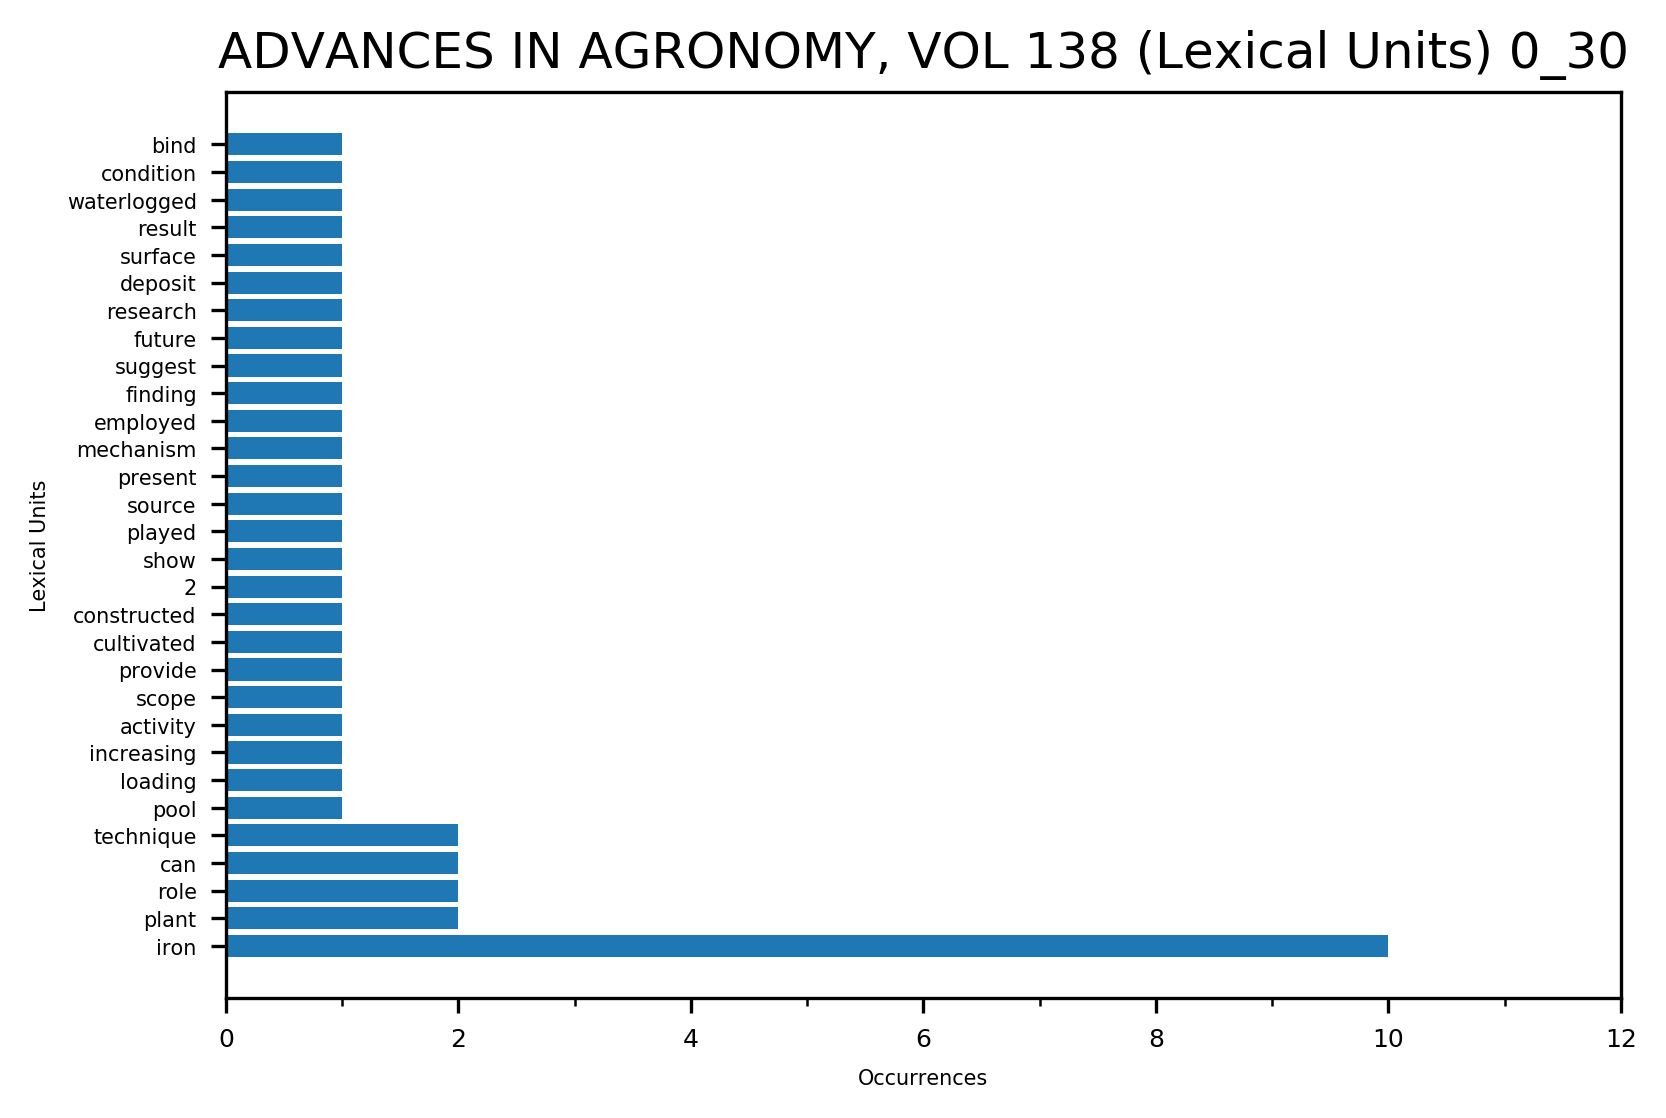 ADVANCES IN AGRONOMY, VOL 138 (Lexical Units) 0_30
bind
condition
waterlogged
result
surface
deposit
research
future
suggest
finding
employed
mechanism
present
source
played
show
2
constructed
cultivated
provide
scope
activity
increasing
loading
pool
technique
can
role
plant
iron
Lexical Units
0 2 4 6 8 10 12
Occurrences